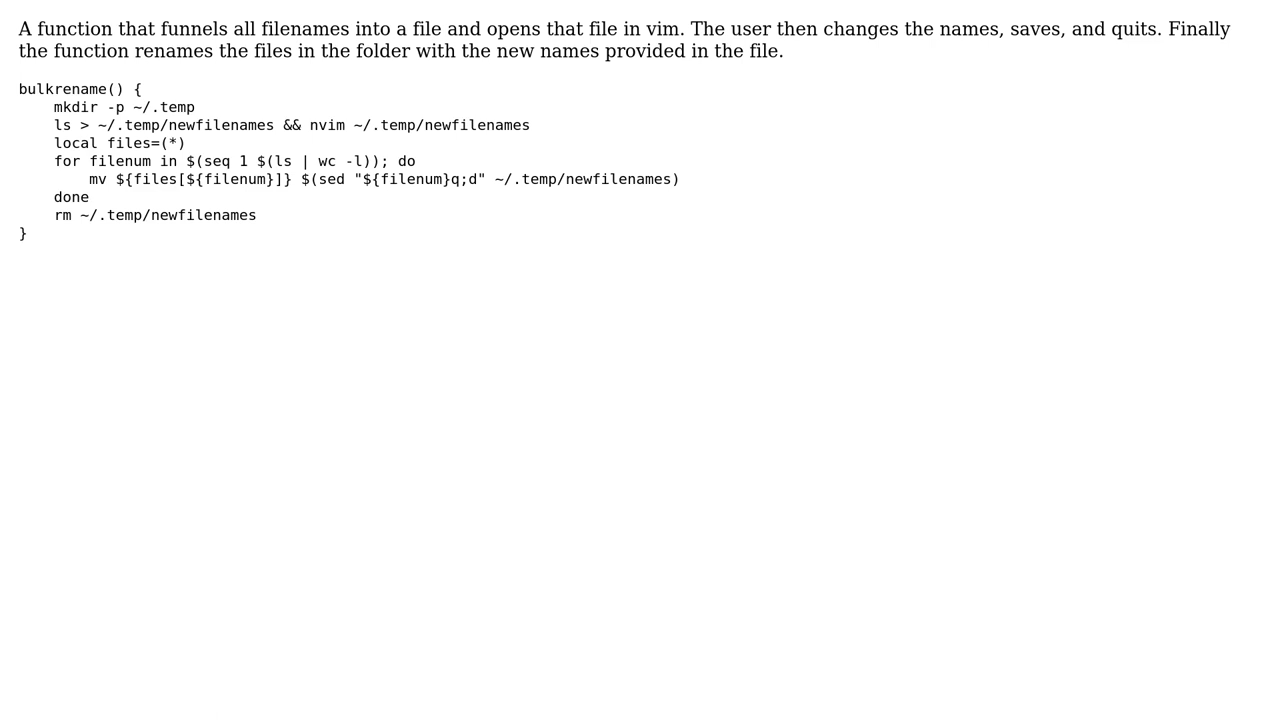 A function that funnels all filenames into a file and opens that file in vim. The user then changes the names, saves, and quits. Finally
the function renames the files in the folder with the new names provided in the file.
bulkrename() {
    mkdir -p ~/.temp
    ls > ~/.temp/newfilenames && nvim ~/.temp/newfilenames
    local files=(*)
    for filenum in $(seq 1 $(ls | wc -l)); do
        mv ${files[${filenum}]} $(sed "${filenum}q;d" ~/.temp/newfilenames)
    done
    rm ~/.temp/newfilenames
}